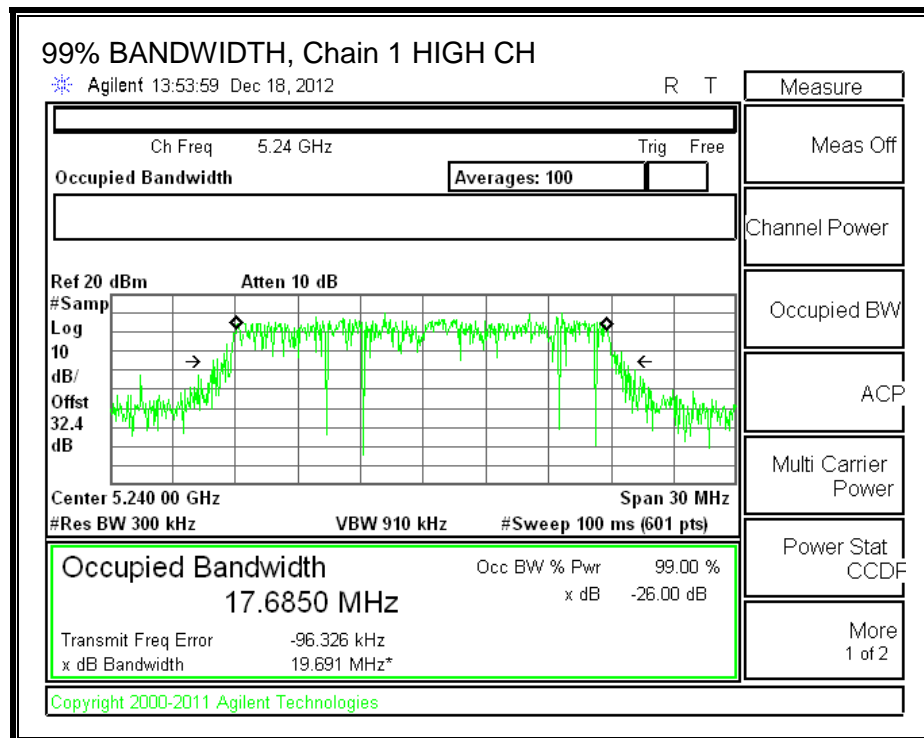 99% BANDWIDTH, Chain 1 HIGH CH
Agilent 13:53:59 Dec 18, 2012 R T
Ch Freq 5.24 GHz Trig Free
Occupied Bandwidth Averages: 100
Ref 20 dBm Atten 10 dB
#Samp
Log
10
dB/
Offst
32.4
dB
Center 5.240 00 GHz Span 30 MHz
#Res BW 300 kHz VBW 910 kHz #Sweep 100 ms (601 pts)
Occupied Bandwidth Occ BW % Pwr 99.00 %
17.6850 MHz x dB -26.00 dB
Transmit Freq Error -96.326 kHz
x dB Bandwidth 19.691 MHz*
Copyright 2000-2011 Agilent Technologies
Measure
Meas Off
Channel Power
Occupied BW
ACP
Multi Carrier
Power
Power Stat
CCDF
More
1 of 2